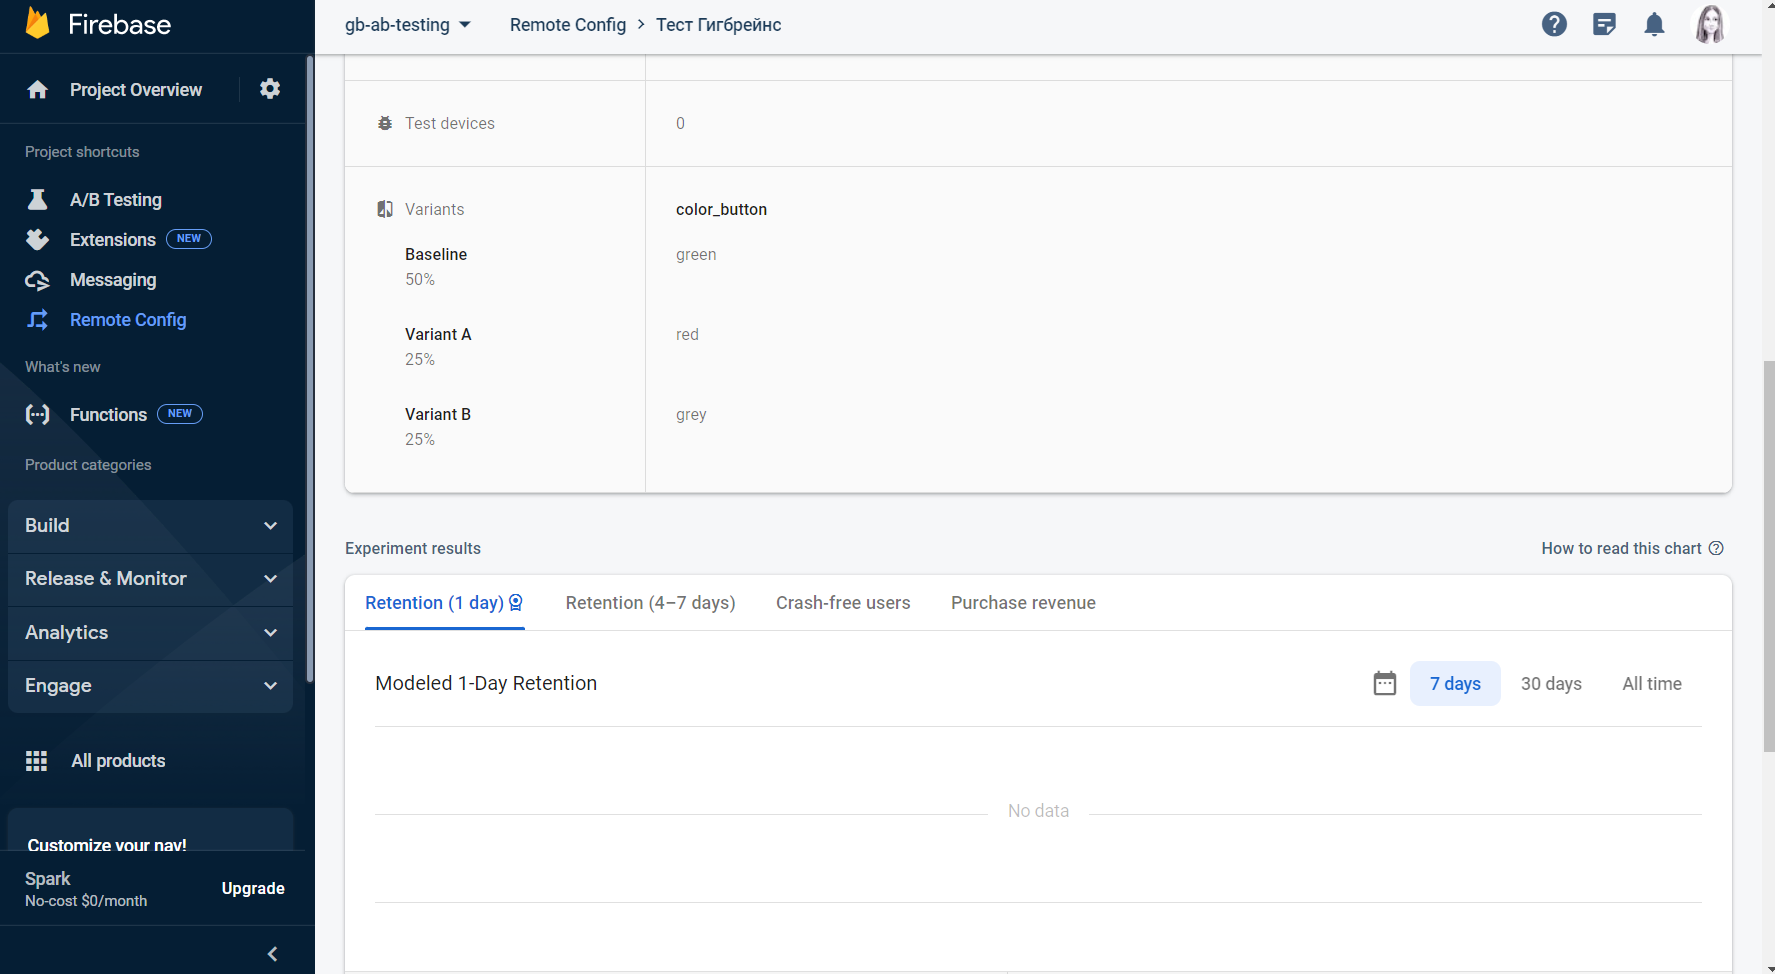 Firebase
gb-ab-testing
Remote Config > Тест Гигбрейнс
Project Overview
Project shortcuts
A/B Testing
Extensions NEW
Messaging
Remote Config
What's new
Functions NEW
Product categories
Build
Release & Monitor
Analytics
Engage
All products
Customize your nav!
Spark
No-cost $0/month
Upgrade
Test devices
0
Variants
color_button
Baseline
green
50%
Variant A
red
25%
Variant B
grey
25%
Experiment results
How to read this chart
Retention (1 day)
Retention (4–7 days)
Crash-free users
Purchase revenue
Modeled 1-Day Retention
7 days
30 days
All time
No data